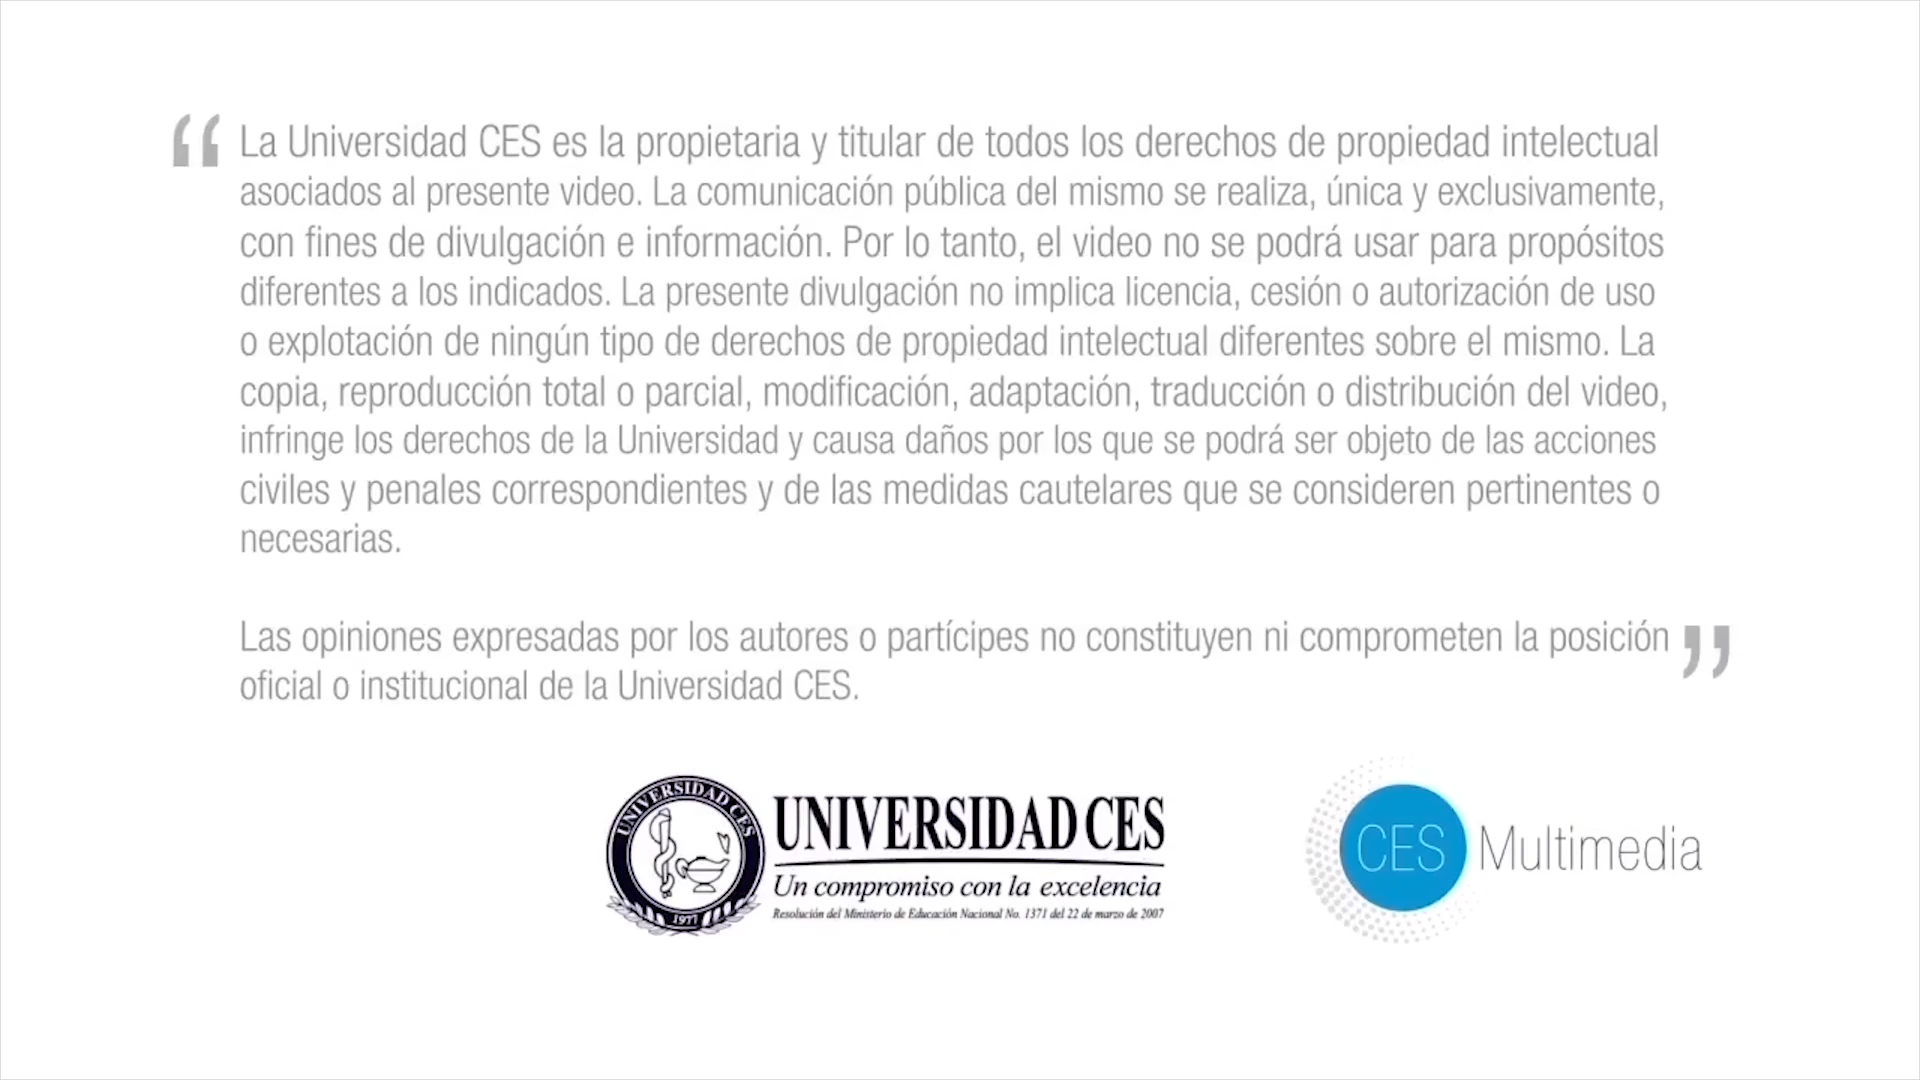 “ La Universidad CES es la propietaria y titular de todos los derechos de propiedad intelectual
asociados al presente video. La comunicación pública del mismo se realiza, única y exclusivamente,
con fines de divulgación e información. Por lo tanto, el video no se podrá usar para propósitos
diferentes a los indicados. La presente divulgación no implica licencia, cesión o autorización de uso
o explotación de ningún tipo de derechos de propiedad intelectual diferentes sobre el mismo. La
copia, reproducción total o parcial, modificación, adaptación, traducción o distribución del video,
infringe los derechos de la Universidad y causa daños por los que se podrá ser objeto de las acciones
civiles y penales correspondientes y de las medidas cautelares que se consideren pertinentes o
necesarias.
Las opiniones expresadas por los autores o partícipes no constituyen ni comprometen la posición ”
oficial o institucional de la Universidad CES.
UNIVERSIDAD CES
1977
UNIVERSIDAD CES
Un compromiso con la excelencia
Resolución del Ministerio de Educación Nacional No. 1371 del 22 de marzo de 2007
CES Multimedia